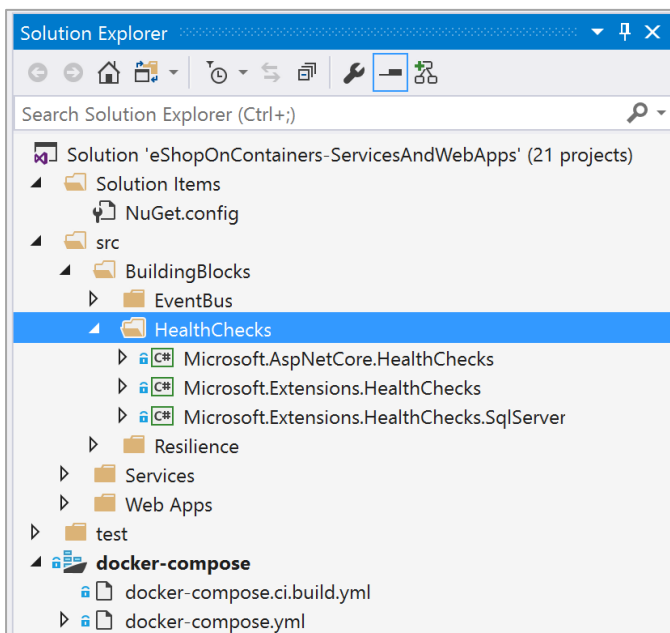 Solution Explorer
Search Solution Explorer (Ctrl+;)
Solution 'eShopOnContainers-ServicesAndWebApps' (21 projects)
Solution Items
NuGet.config
src
BuildingBlocks
EventBus
HealthChecks
C# Microsoft.AspNetCore.HealthChecks
C# Microsoft.Extensions.HealthChecks
C# Microsoft.Extensions.HealthChecks.SqlServer
Resilience
Services
Web Apps
test
docker-compose
docker-compose.ci.build.yml
docker-compose.yml